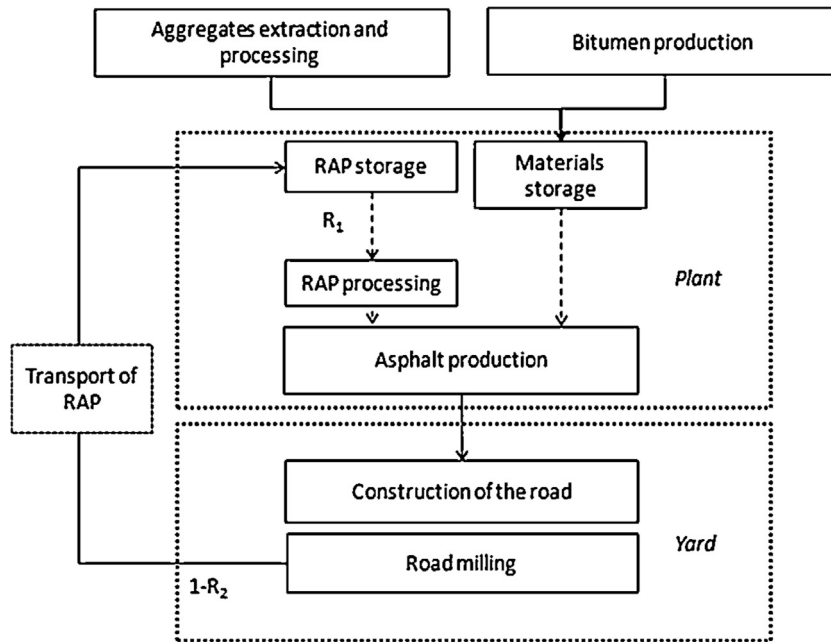 Aggregates extraction and
processing
Bitumen production
RAP storage
Materials
storage
R1
RAP processing
Plant
Asphalt production
Transport of
RAP
Construction of the road
Road milling
Yard
1-R2